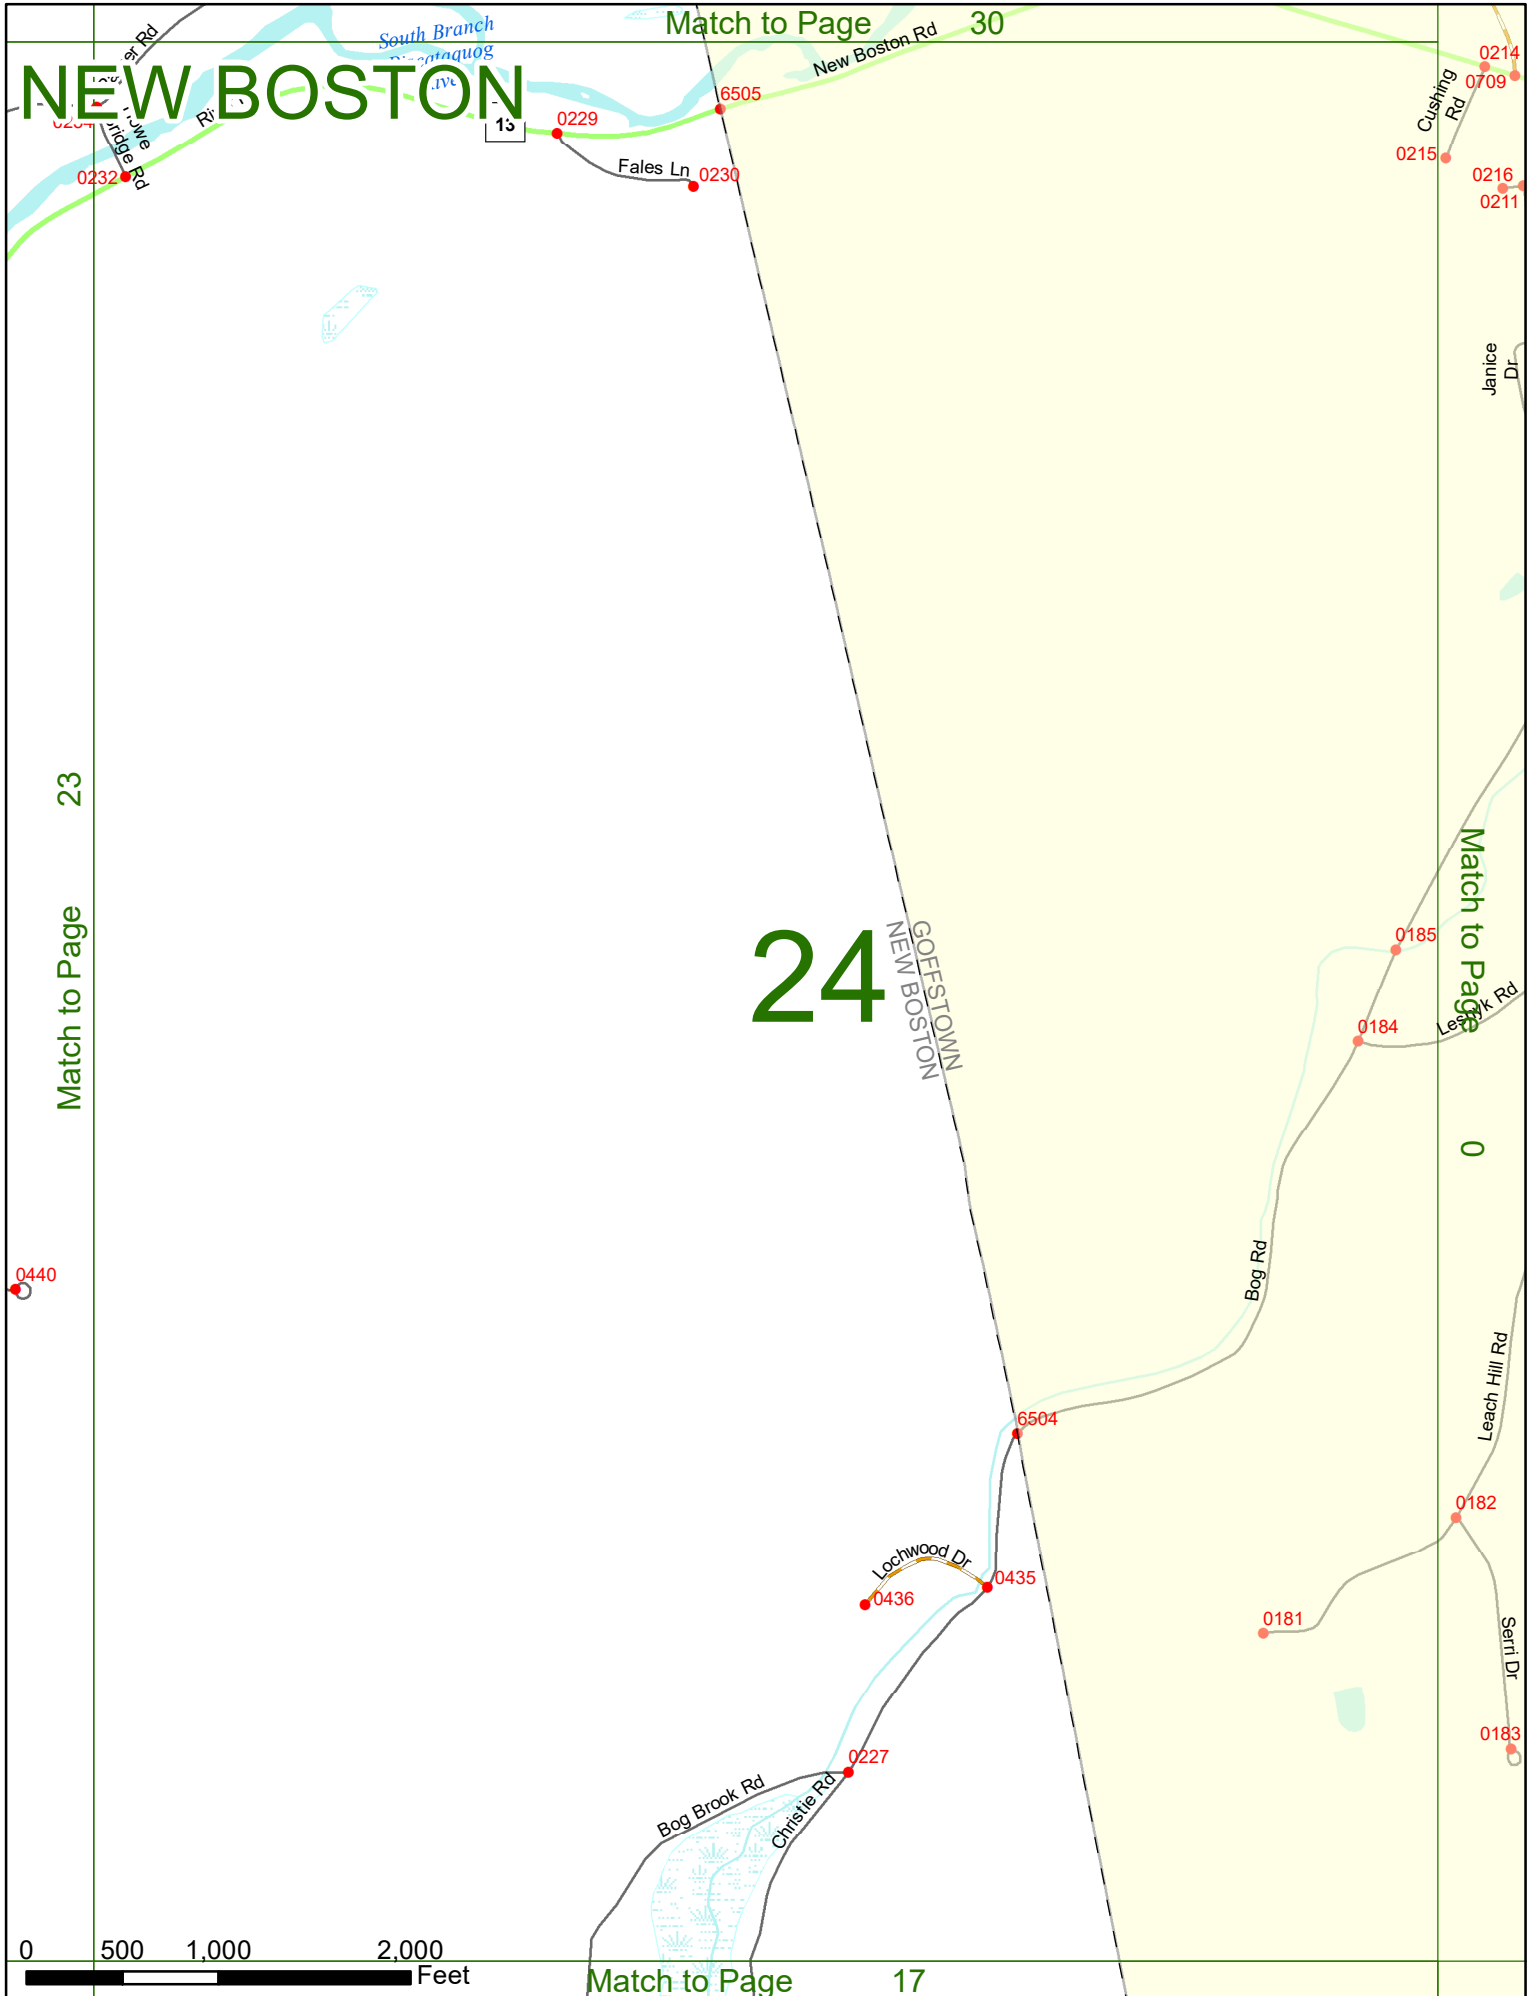 Match to Page 30
South Branch
Piscataquog
NEW BOSTON
New Boston Rd
6505
0214
0709
Cushing
Rd
13
0229
0232
Fales Ln
0230
0215
0216
0211
Janice
Dr
Match to Page 23
24
GOFFSTOWN
NEW BOSTON
Match to Page 0
0185
0184
Bog Rd
0440
Leach Hill Rd
6504
0182
Lochwood Dr
0435
0436
0181
Serri Dr
0183
0227
Bog Brook Rd
Christie Rd
0 500 1,000 2,000
Feet
Match to Page 17